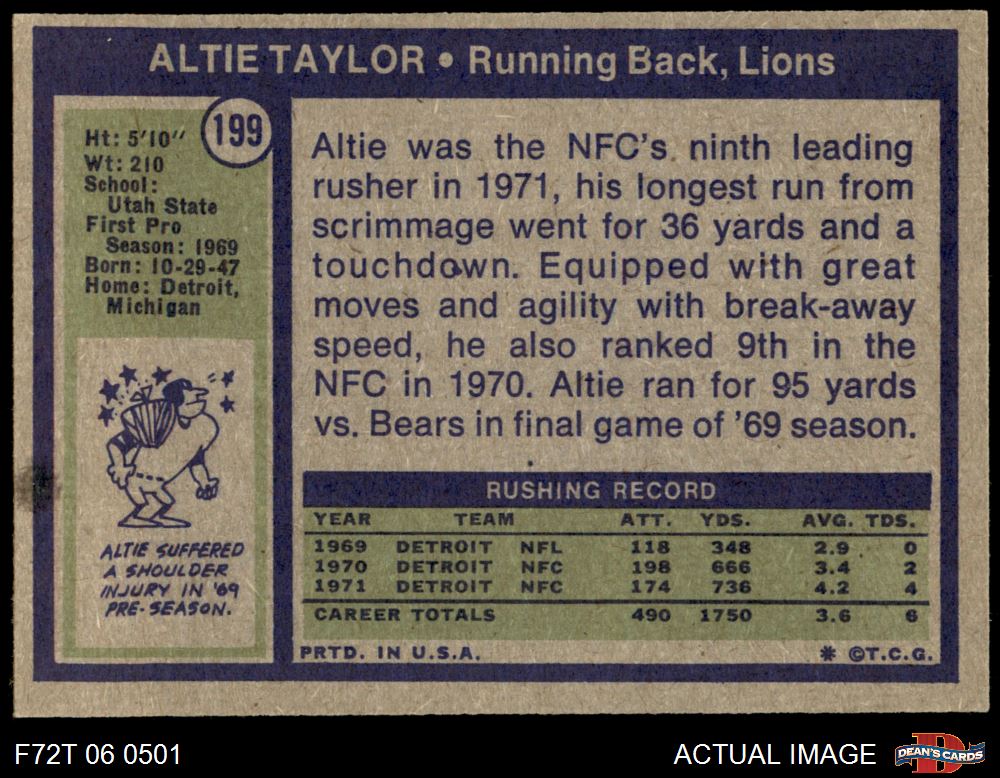 ALTIE TAYLOR • Running Back, Lions
199
Ht: 5'10"
Wt: 210
School:
Utah State
First Pro
Season: 1969
Born: 10-29-47
Home: Detroit,
Michigan
ALTIE SUFFERED
A SHOULDER
INJURY IN '69
PRE-SEASON.
Altie was the NFC's ninth leading
rusher in 1971, his longest run from
scrimmage went for 36 yards and a
touchdown. Equipped with great
moves and agility with break-away
speed, he also ranked 9th in the
NFC in 1970. Altie ran for 95 yards
vs. Bears in final game of '69 season.
RUSHING RECORD
YEAR TEAM ATT. YDS. AVG. TDS.
1969 DETROIT NFL 118 348 2.9 0
1970 DETROIT NFC 198 666 3.4 2
1971 DETROIT NFC 174 736 4.2 4
CAREER TOTALS 490 1750 3.6 6
PRTD. IN U.S.A. * ©T.C.G.
F72T 06 0501 ACTUAL IMAGE D DEAN'S CARDS